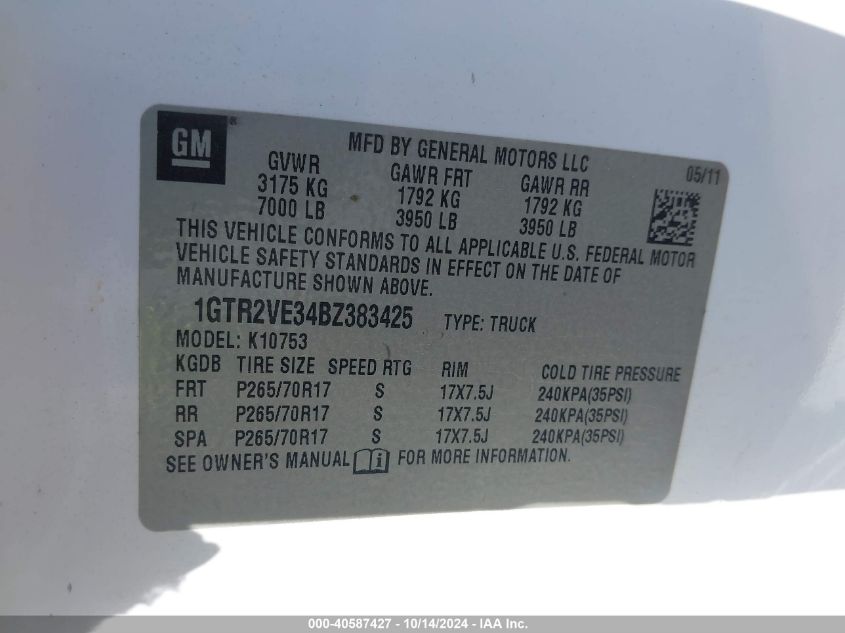 GM ®
MFD BY GENERAL MOTORS LLC
05/11
GVWR GAWR FRT GAWR RR
3175 KG 1792 KG 1792 KG
7000 LB 3950 LB 3950 LB
THIS VEHICLE CONFORMS TO ALL APPLICABLE U.S. FEDERAL MOTOR
VEHICLE SAFETY STANDARDS IN EFFECT ON THE DATE OF
MANUFACTURE SHOWN ABOVE.
1GTR2VE34BZ383425 TYPE: TRUCK
MODEL: K10753
KGDB TIRE SIZE SPEED RTG RIM COLD TIRE PRESSURE
FRT P265/70R17 S 17X7.5J 240KPA(35PSI)
RR P265/70R17 S 17X7.5J 240KPA(35PSI)
SPA P265/70R17 S 17X7.5J 240KPA(35PSI)
SEE OWNER'S MANUAL i FOR MORE INFORMATION.
000-40587427 - 10/14/2024 - IAA Inc.